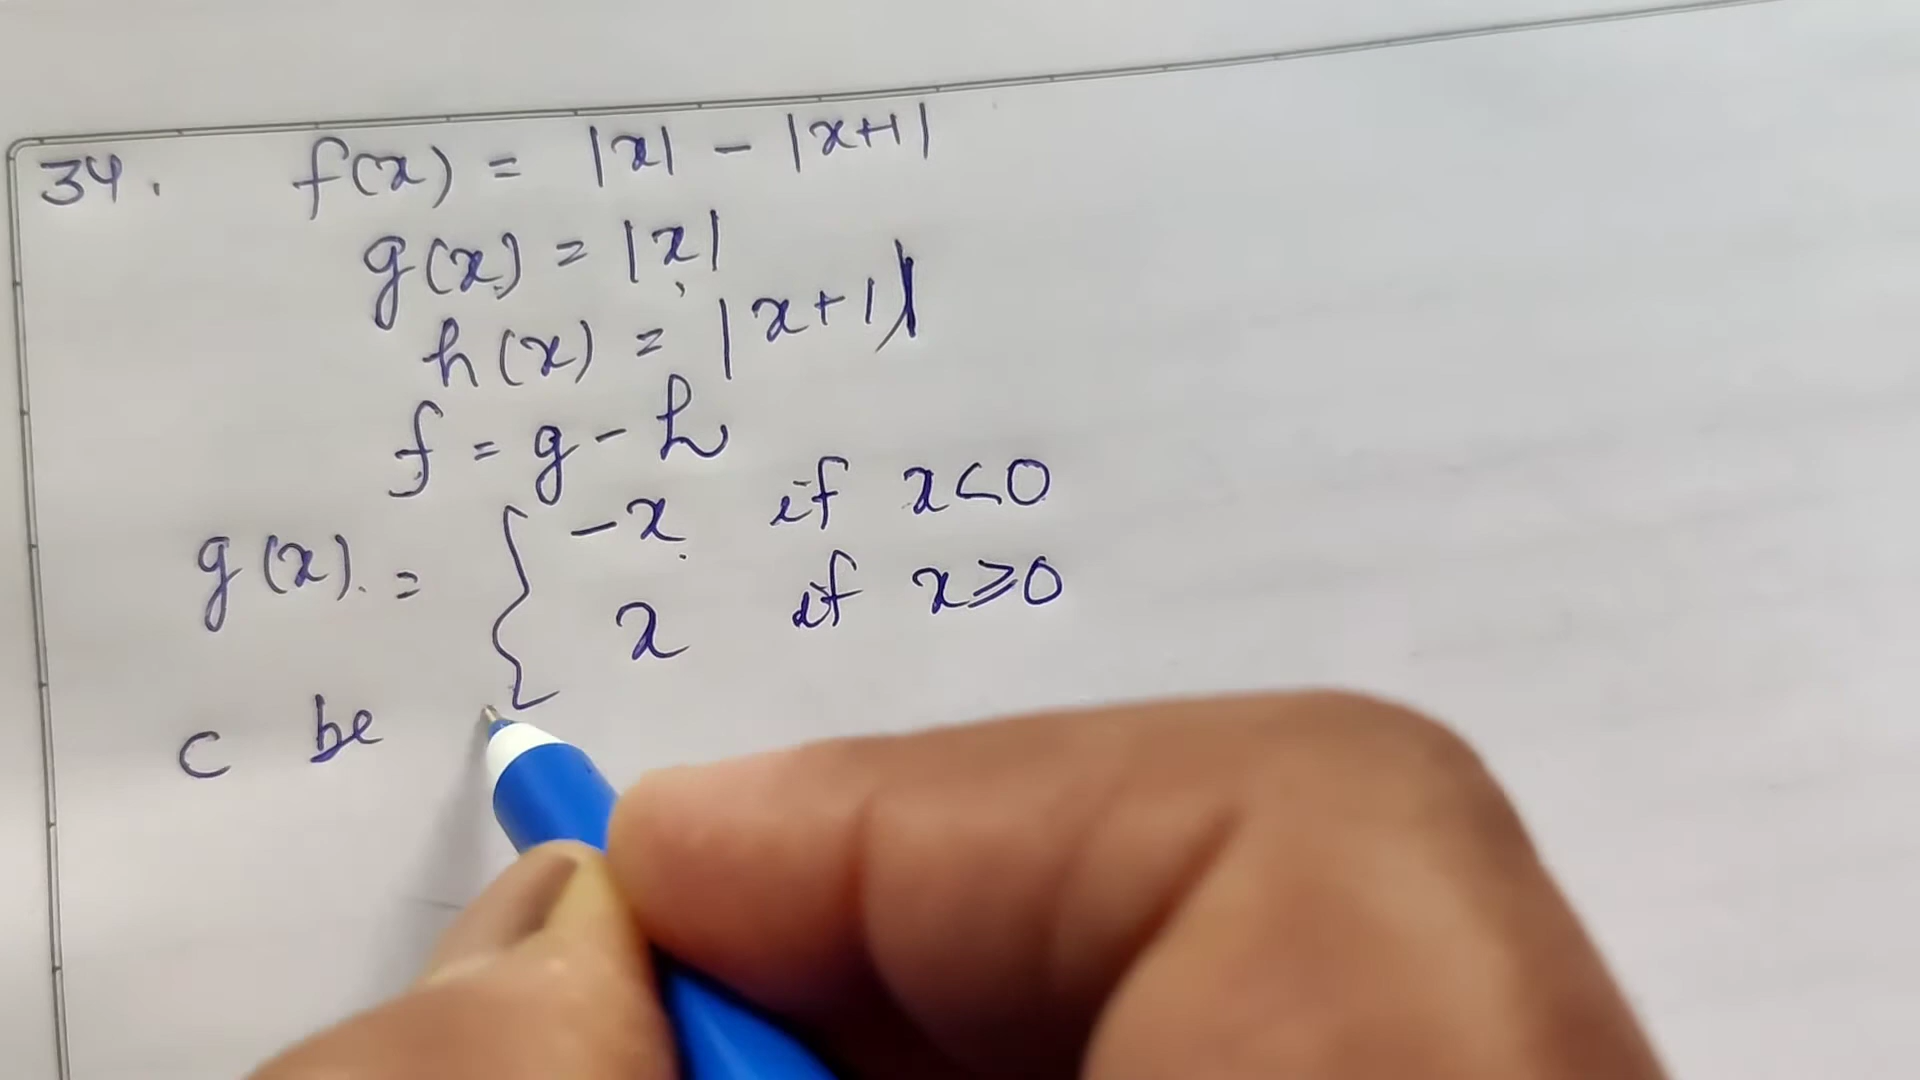 34. f(x) = |x| - |x+1|
g(x) = |x|
h(x) = |x+1|
f = g - h
g(x) = { -x if x<0
x if x⩾0
c be